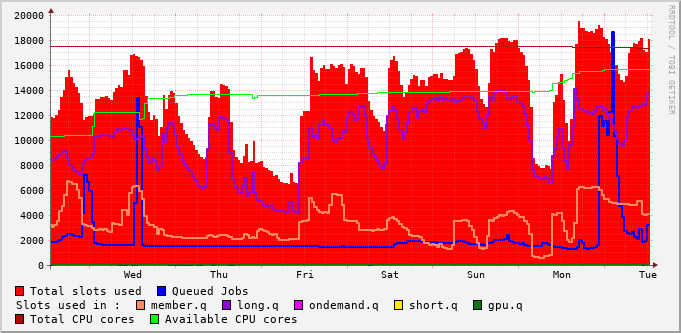 20000
18000
16000
14000
12000
10000
8000
6000
4000
2000
0
Wed Thu Fri Sat Sun Mon Tue
RRDTOOL / TOBI OETIKER
Total slots used Queued Jobs
Slots used in : member.q long.q ondemand.q short.q gpu.q
Total CPU cores Available CPU cores